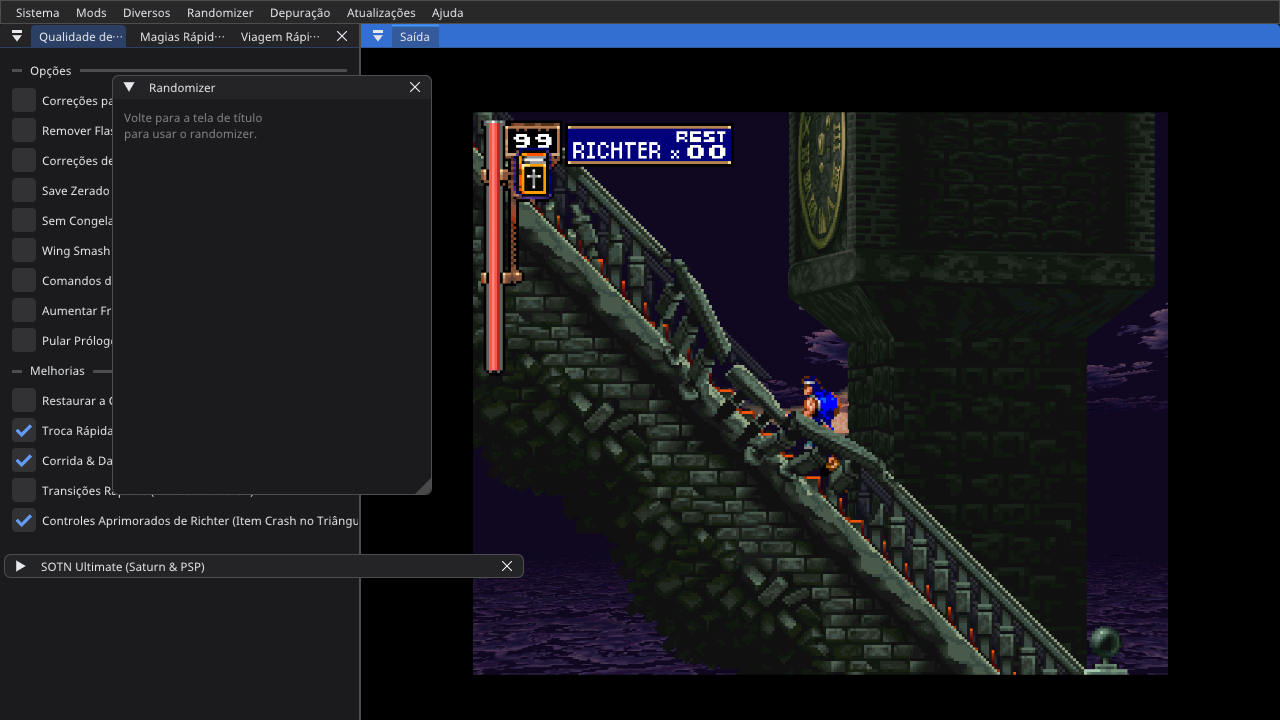 Sistema Mods Diversos Randomizer Depuração Atualizações Ajuda
Qualidade de··· Magias Rápid··· Viagem Rápi··· Saída
Opções
Randomizer
Volte para a tela de título
para usar o randomizer.
Correções pa
Remover Flas
Correções de
Save Zerado
Sem Congela
Wing Smash
Comandos d
Aumentar Fr
Pular Prólog
Melhorias
Restaurar a
Troca Rápida
Corrida & Da
Transições
Controles Aprimorados de Richter (Item Crash no Triângu
SOTN Ultimate (Saturn & PSP)
99
REST
RICHTER x 00